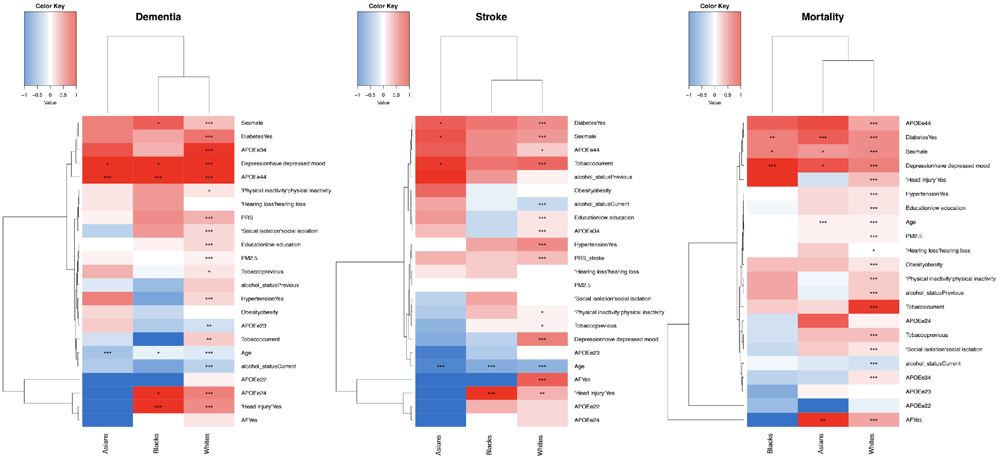 Color Key
Dementia
−1 −0.5 0 0.5 1
Value
* *** Sexmale
*** DiabetesYes
*** APOEe34
* * *** Depressionhave depressed mood
*** *** *** APOEe44
* ‘Physical inactivity‘physical inactivity
‘Hearing loss‘hearing loss
*** PRS
*** ‘Social isolation‘social isolation
*** Educationlow education
*** PM2.5
* Tobaccoprevious
alcohol_statusPrevious
*** HypertensionYes
Obesityobesity
** APOEe23
** Tobaccocurrent
*** * *** Age
*** alcohol_statusCurrent
APOEe22
* *** APOEe24
*** *** ‘Head injury‘Yes
AFYes
Asians Blacks Whites
Color Key
Stroke
−1 −0.5 0 0.5 1
Value
* *** DiabetesYes
* *** Sexmale
* APOEe44
* *** Tobaccocurrent
alcohol_statusPrevious
Obesityobesity
*** alcohol_statusCurrent
*** Educationlow education
*** APOEe34
*** HypertensionYes
*** PRS_stroke
‘Hearing loss‘hearing loss
PM2.5
‘Social isolation‘social isolation
* ‘Physical inactivity‘physical inactivity
* Tobaccoprevious
*** Depressionhave depressed mood
APOEe23
*** *** *** Age
*** AFYes
*** ** ‘Head injury‘Yes
APOEe22
APOEe24
Asians Blacks Whites
Color Key
Mortality
−1 −0.5 0 0.5 1
Value
*** APOEe44
** *** *** DiabetesYes
* * *** Sexmale
*** * *** Depressionhave depressed mood
*** ‘Head injury‘Yes
*** HypertensionYes
*** Educationlow education
*** *** Age
*** PM2.5
* ‘Hearing loss‘hearing loss
*** Obesityobesity
*** ‘Physical inactivity‘physical inactivity
*** alcohol_statusPrevious
*** Tobaccocurrent
APOEe24
*** Tobaccoprevious
*** ‘Social isolation‘social isolation
*** alcohol_statusCurrent
*** APOEe34
APOEe23
APOEe22
** *** AFYes
Blacks Asians Whites